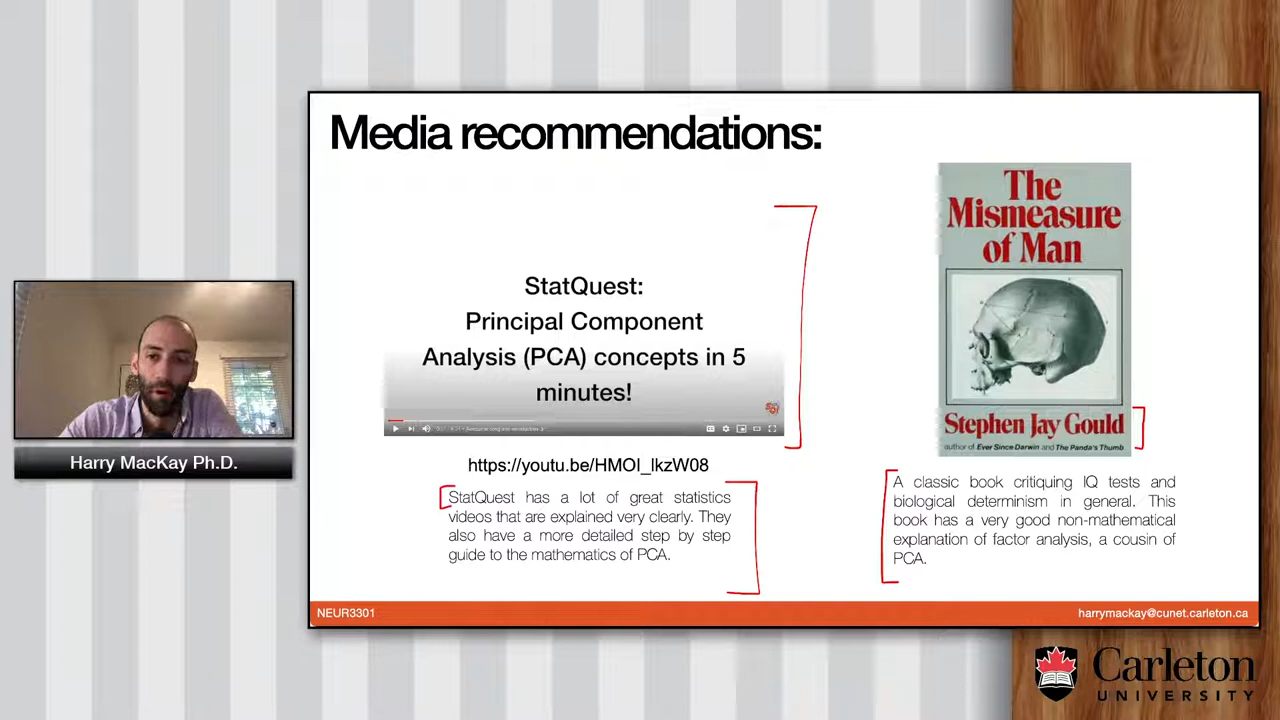 Media recommendations:
StatQuest:
Principal Component
Analysis (PCA) concepts in 5
minutes!
https://youtu.be/HMOI_lkzW08
StatQuest has a lot of great statistics
videos that are explained very clearly. They
also have a more detailed step by step
guide to the mathematics of PCA.
The
Mismeasure
of Man
Stephen Jay Gould
author of Ever Since Darwin and The Panda's Thumb
A classic book critiquing IQ tests and
biological determinism in general. This
book has a very good non-mathematical
explanation of factor analysis, a cousin of
PCA.
Harry MacKay Ph.D.
NEUR3301
harrymackay@cunet.carleton.ca
Carleton
UNIVERSITY